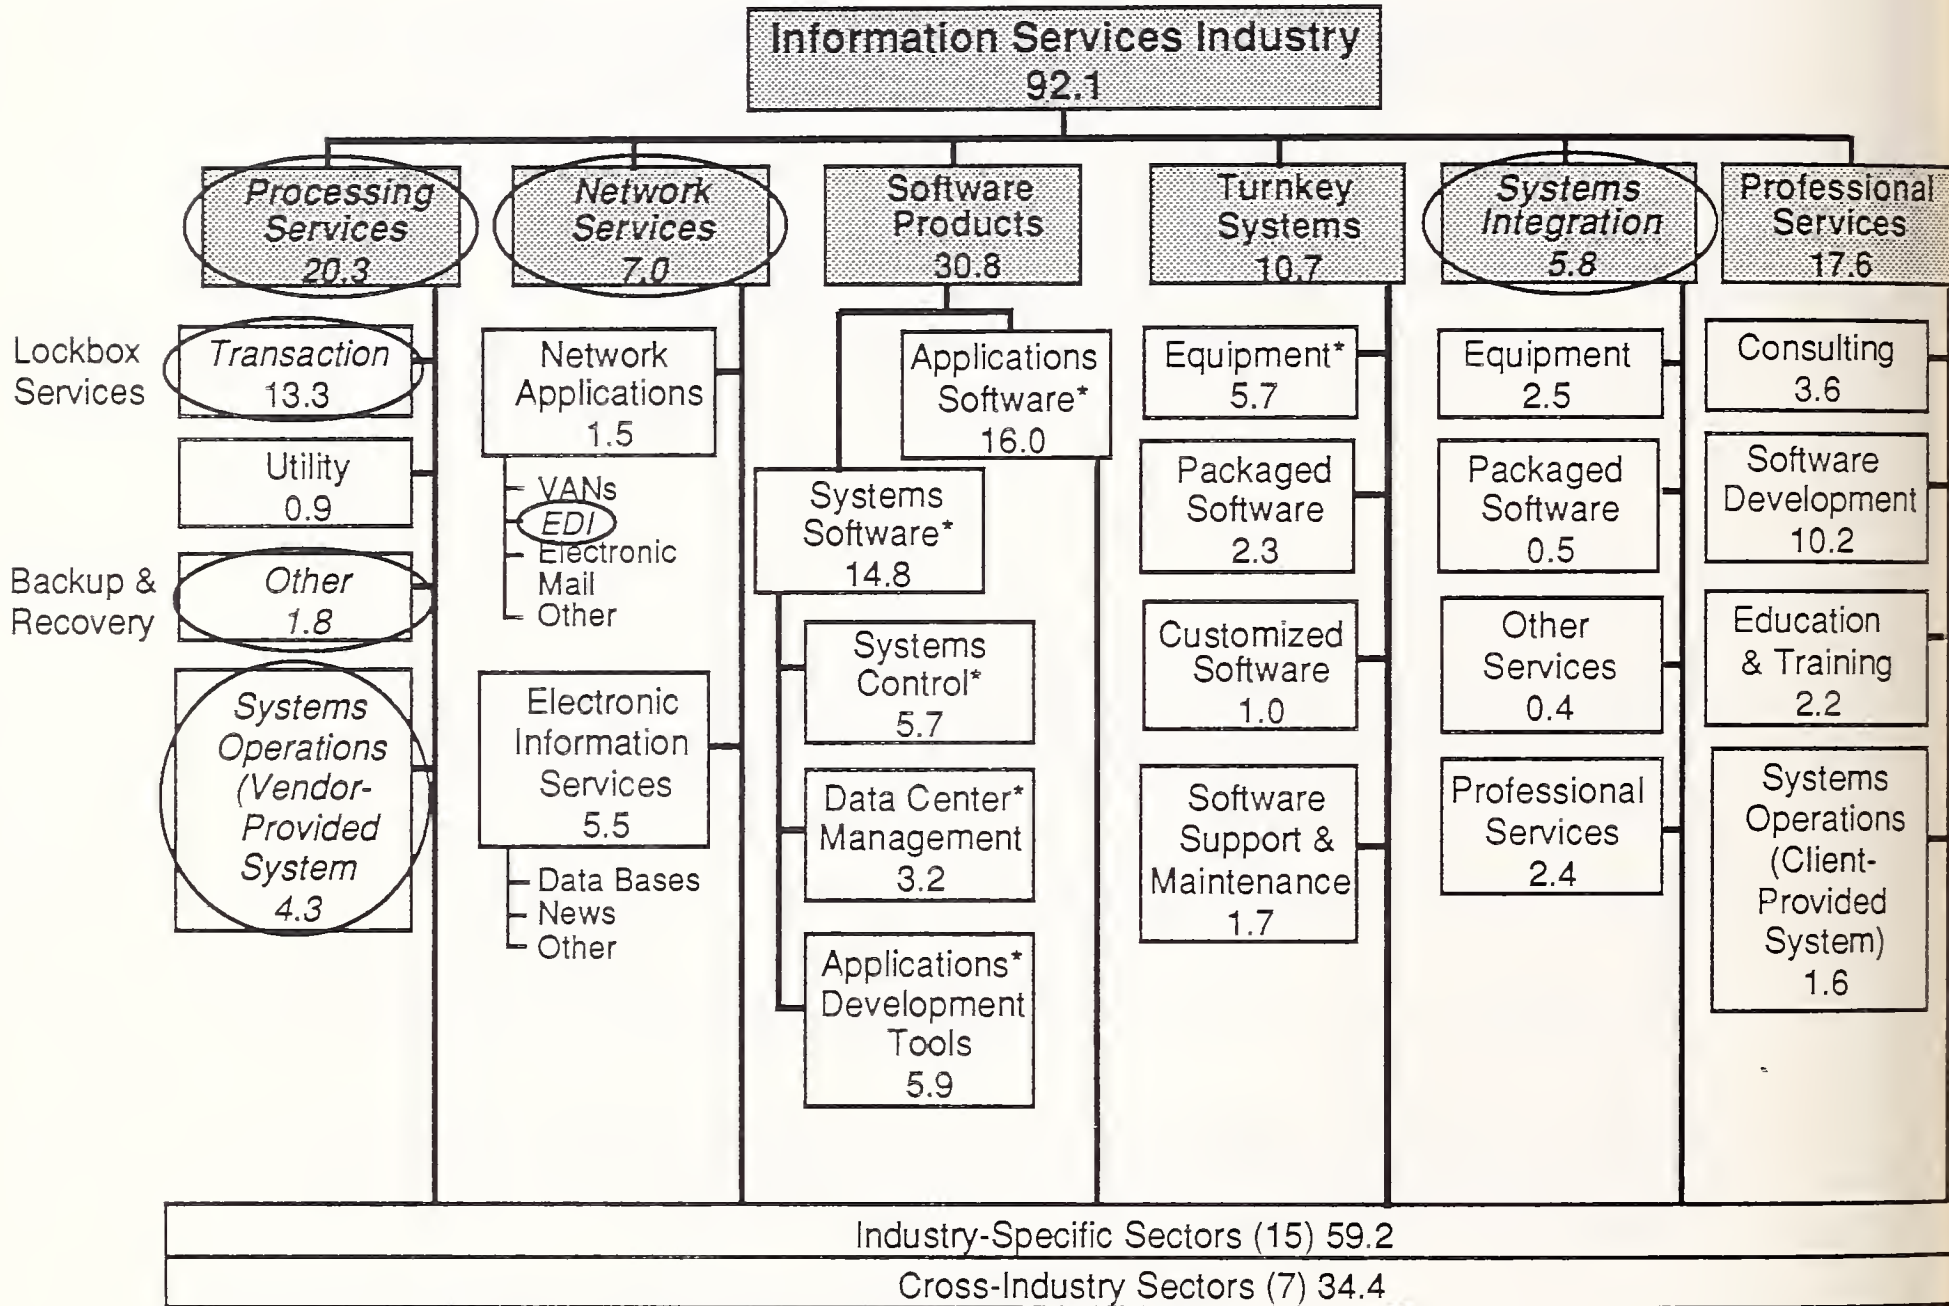 Information Services Industry
92.1
Processing
Services
20.3
Network
Services
7.0
Software
Products
30.8
Turnkey
Systems
10.7
Systems
Integration
5.8
Professional
Services
17.6
Lockbox
Services
Transaction
13.3
Utility
0.9
Backup &
Recovery
Other
1.8
Systems
Operations
(Vendor-
Provided
System
4.3
Network
Applications
1.5
VANs
EDI
Electronic
Mail
Other
Electronic
Information
Services
5.5
Data Bases
News
Other
Applications
Software*
16.0
Systems
Software*
14.8
Systems
Control*
5.7
Data Center*
Management
3.2
Applications*
Development
Tools
5.9
Equipment*
5.7
Packaged
Software
2.3
Customized
Software
1.0
Software
Support &
Maintenance
1.7
Equipment
2.5
Packaged
Software
0.5
Other
Services
0.4
Professional
Services
2.4
Consulting
3.6
Software
Development
10.2
Education
& Training
2.2
Systems
Operations
(Client-
Provided
System)
1.6
Industry-Specific Sectors (15) 59.2
Cross-Industry Sectors (7) 34.4